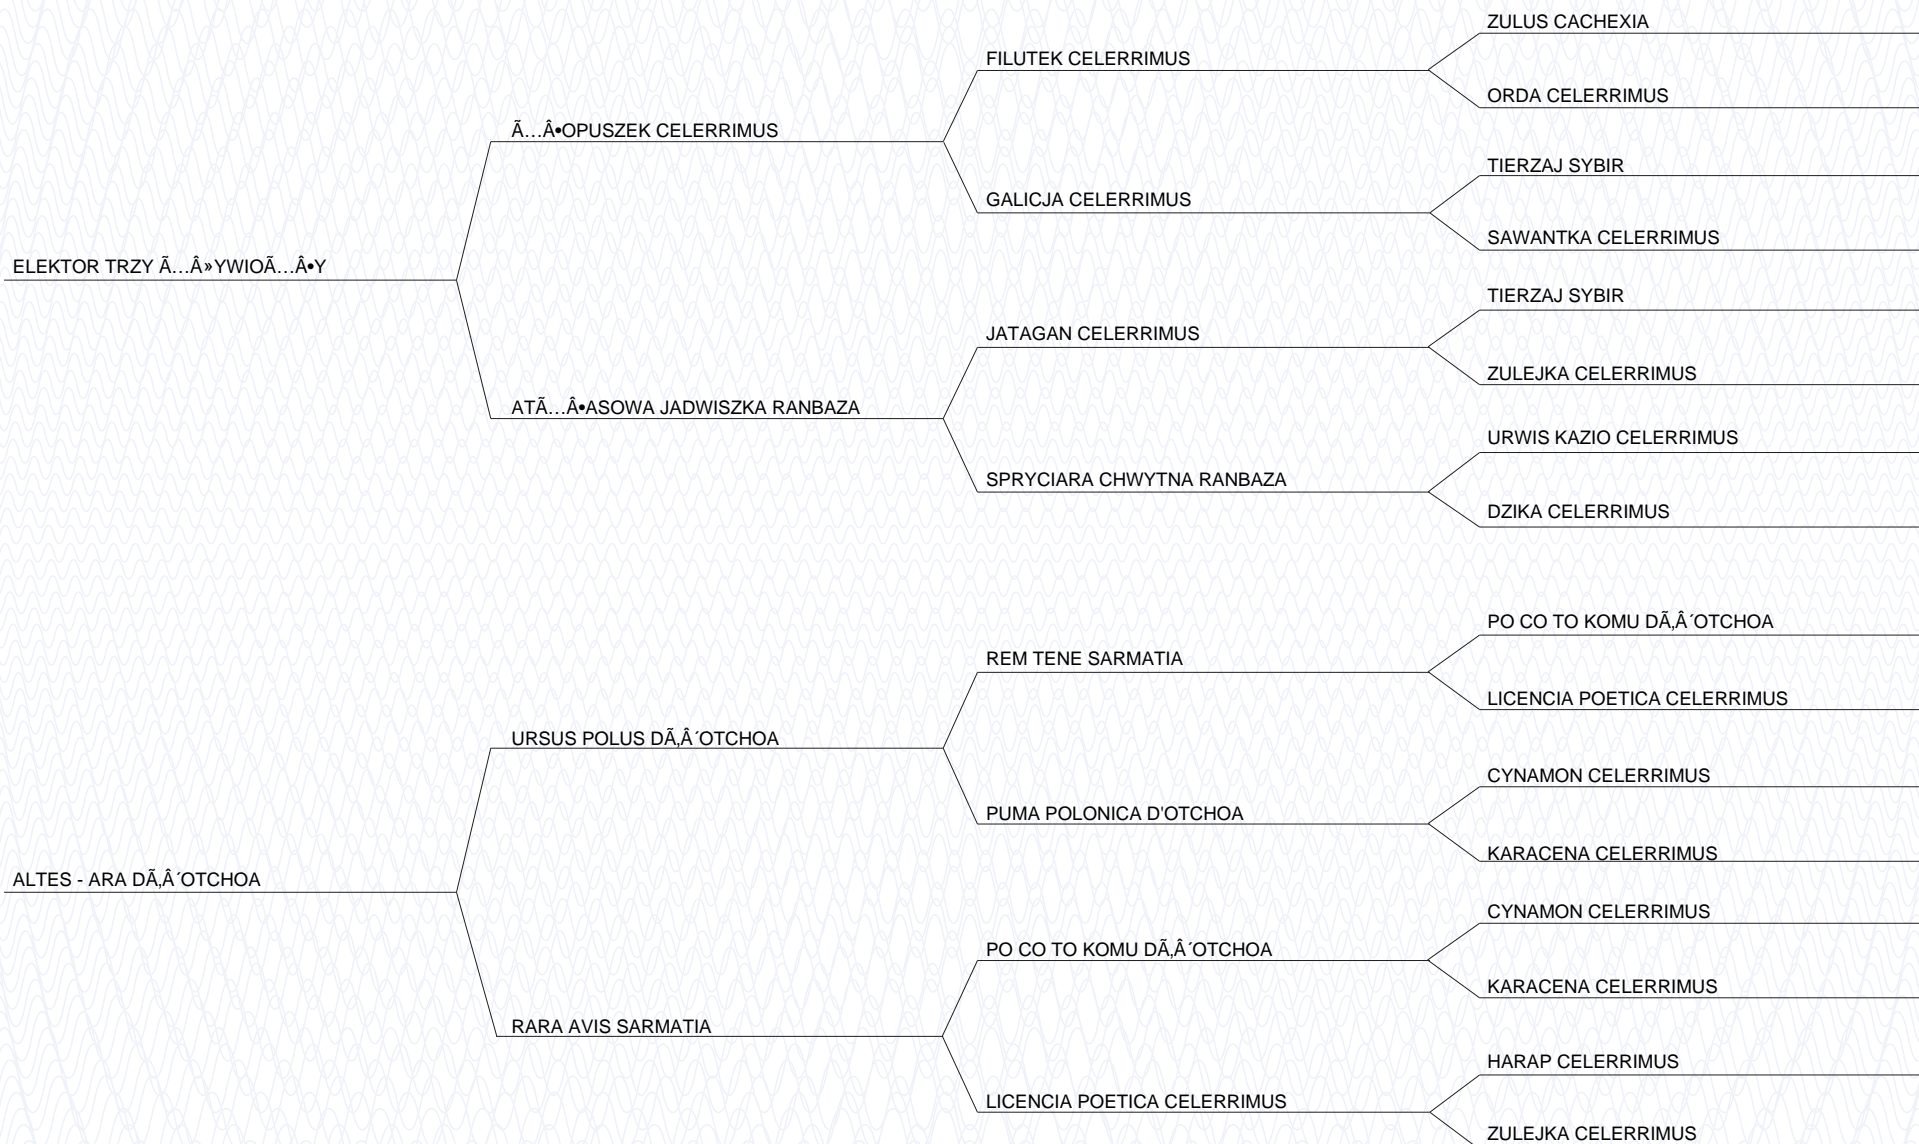 ZULUS CACHEXIA
FILUTEK CELERRIMUS
ORDA CELERRIMUS
Ã…Â•OPUSZEK CELERRIMUS
TIERZAJ SYBIR
GALICJA CELERRIMUS
SAWANTKA CELERRIMUS
ELEKTOR TRZY Ã…Â»YWIOÃ…Â•Y
TIERZAJ SYBIR
JATAGAN CELERRIMUS
ZULEJKA CELERRIMUS
ATÃ…Â•ASOWA JADWISZKA RANBAZA
URWIS KAZIO CELERRIMUS
SPRYCIARA CHWYTNA RANBAZA
DZIKA CELERRIMUS
PO CO TO KOMU DÃ‚Â´OTCHOA
REM TENE SARMATIA
LICENCIA POETICA CELERRIMUS
URSUS POLUS DÃ‚Â´OTCHOA
CYNAMON CELERRIMUS
PUMA POLONICA D'OTCHOA
KARACENA CELERRIMUS
ALTES - ARA DÃ‚Â´OTCHOA
CYNAMON CELERRIMUS
PO CO TO KOMU DÃ‚Â´OTCHOA
KARACENA CELERRIMUS
RARA AVIS SARMATIA
HARAP CELERRIMUS
LICENCIA POETICA CELERRIMUS
ZULEJKA CELERRIMUS